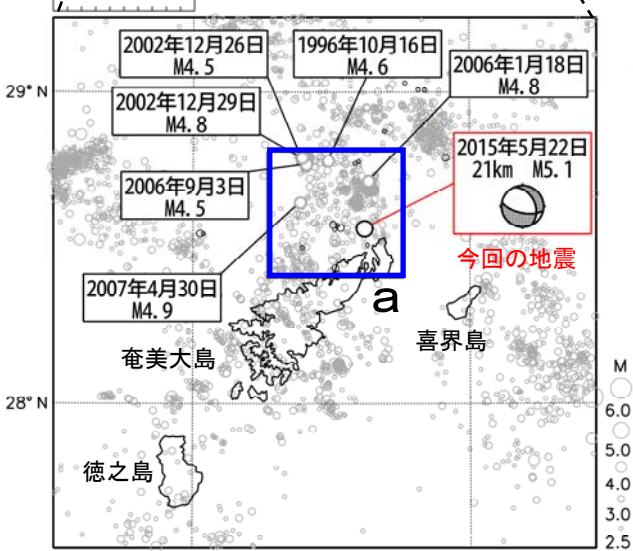 2002年12月26日
M4.5
1996年10月16日
M4.6
2006年1月18日
M4.8
29°N
2002年12月29日
M4.8
2015年5月22日
21km M5.1
2006年9月3日
M4.5
今回の地震
2007年4月30日
M4.9
a
喜界島
奄美大島
M
28°N
6.0
5.0
徳之島
4.0
3.0
2.5